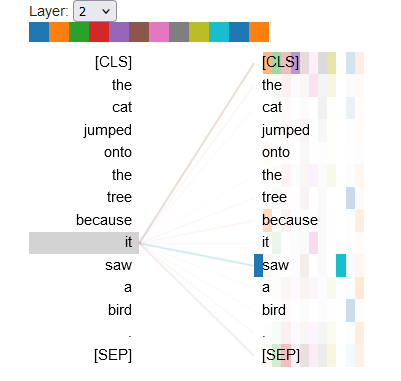 Layer: 2
[CLS] [CLS]
the the
cat cat
jumped jumped
onto onto
the the
tree tree
because because
it it
saw saw
a a
bird bird
. .
[SEP] [SEP]